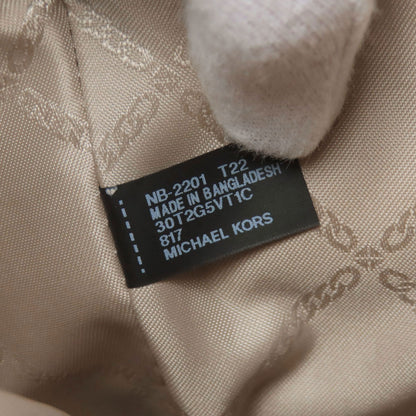 NB-2201 T22
MADE IN BANGLADESH
30T2G5VT1C
817
MICHAEL KORS